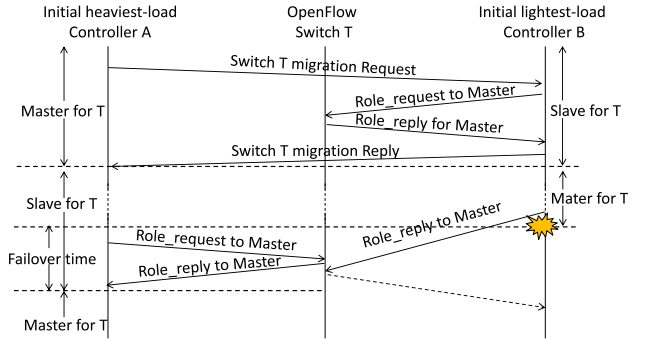 Initial heaviest-load
Controller A
OpenFlow
Switch T
Initial lightest-load
Controller B
Switch T migration Request
Role_request to Master
Master for T
Slave for T
Role_reply for Master
Switch T migration Reply
Slave for T
Mater for T
Role_request to Master
Role_reply to Master
Failover time
Role_reply to Master
Master for T